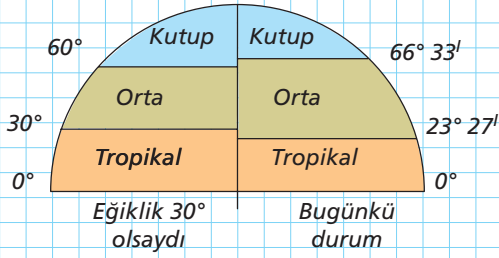 60°
Kutup
Kutup
66° 33ˡ
Orta
Orta
30°
23° 27ˡ
Tropikal
Tropikal
0°
0°
Eğiklik 30°
olsaydı
Bugünkü
durum